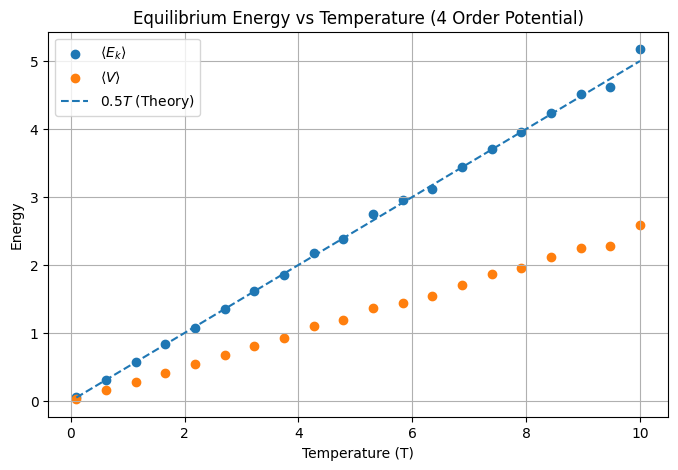 Equilibrium Energy vs Temperature (4 Order Potential)
⟨E_k⟩
⟨V⟩
0.5T (Theory)
5
4
3
2
1
0
Energy
0 2 4 6 8 10
Temperature (T)